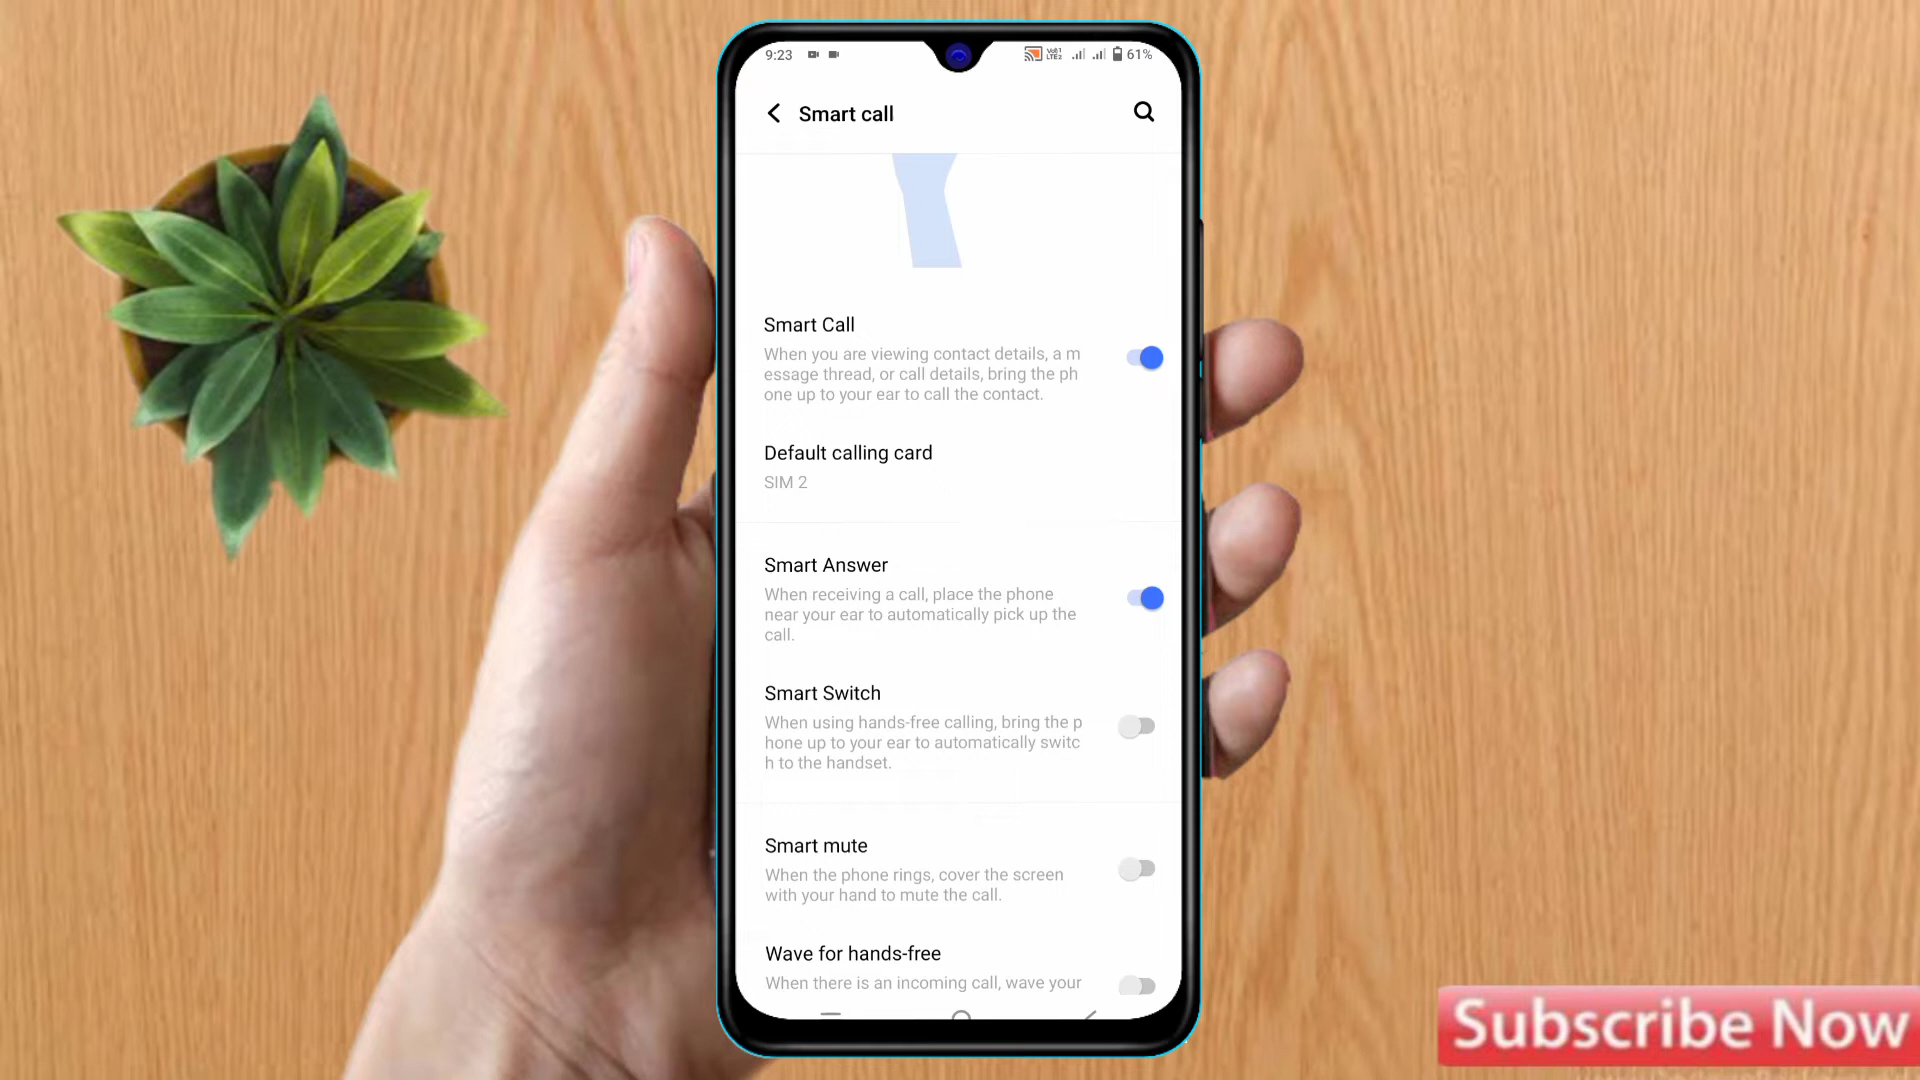 9:23
Vo)1
LTE2
61%
Smart call
Smart Call
When you are viewing contact details, a m
essage thread, or call details, bring the ph
one up to your ear to call the contact.
Default calling card
SIM 2
Smart Answer
When receiving a call, place the phone
near your ear to automatically pick up the
call.
Smart Switch
When using hands-free calling, bring the p
hone up to your ear to automatically switc
h to the handset.
Smart mute
When the phone rings, cover the screen
with your hand to mute the call.
Wave for hands-free
When there is an incoming call, wave your
Subscribe Now